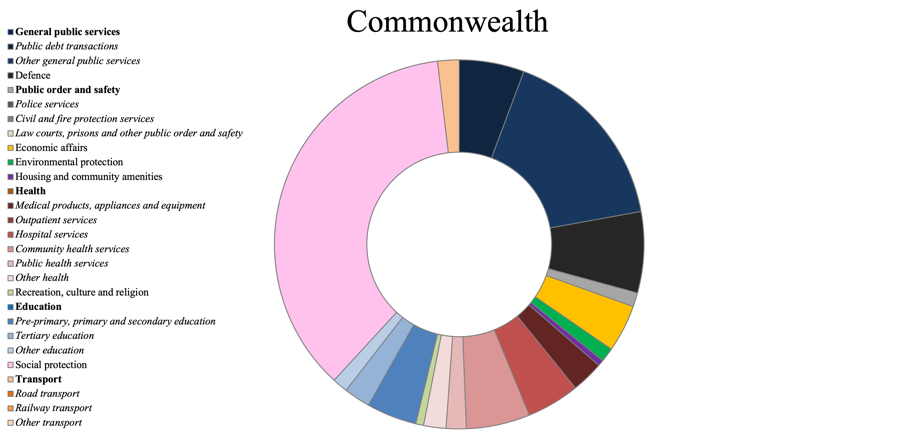 Commonwealth
General public services
Public debt transactions
Other general public services
Defence
Public order and safety
Police services
Civil and fire protection services
Law courts, prisons and other public order and safety
Economic affairs
Environmental protection
Housing and community amenities
Health
Medical products, appliances and equipment
Outpatient services
Hospital services
Community health services
Public health services
Other health
Recreation, culture and religion
Education
Pre-primary, primary and secondary education
Tertiary education
Other education
Social protection
Transport
Road transport
Railway transport
Other transport